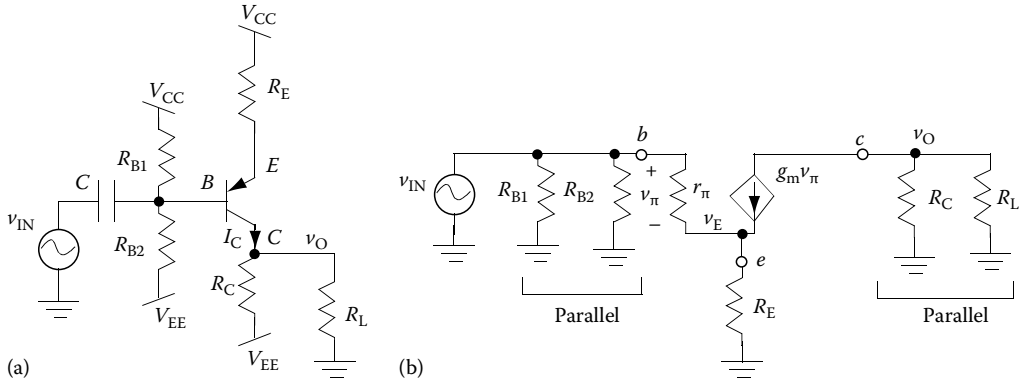 V_CC
R_E
V_CC
R_B1
E
C
B
v_IN
R_B2
I_C
C
v_O
R_C
R_L
V_EE
V_EE
(a)
b
c
v_O
+
g_m v_π
v_IN
R_B1
R_B2
v_π
r_π
R_C
R_L
−
v_E
e
Parallel
R_E
Parallel
(b)